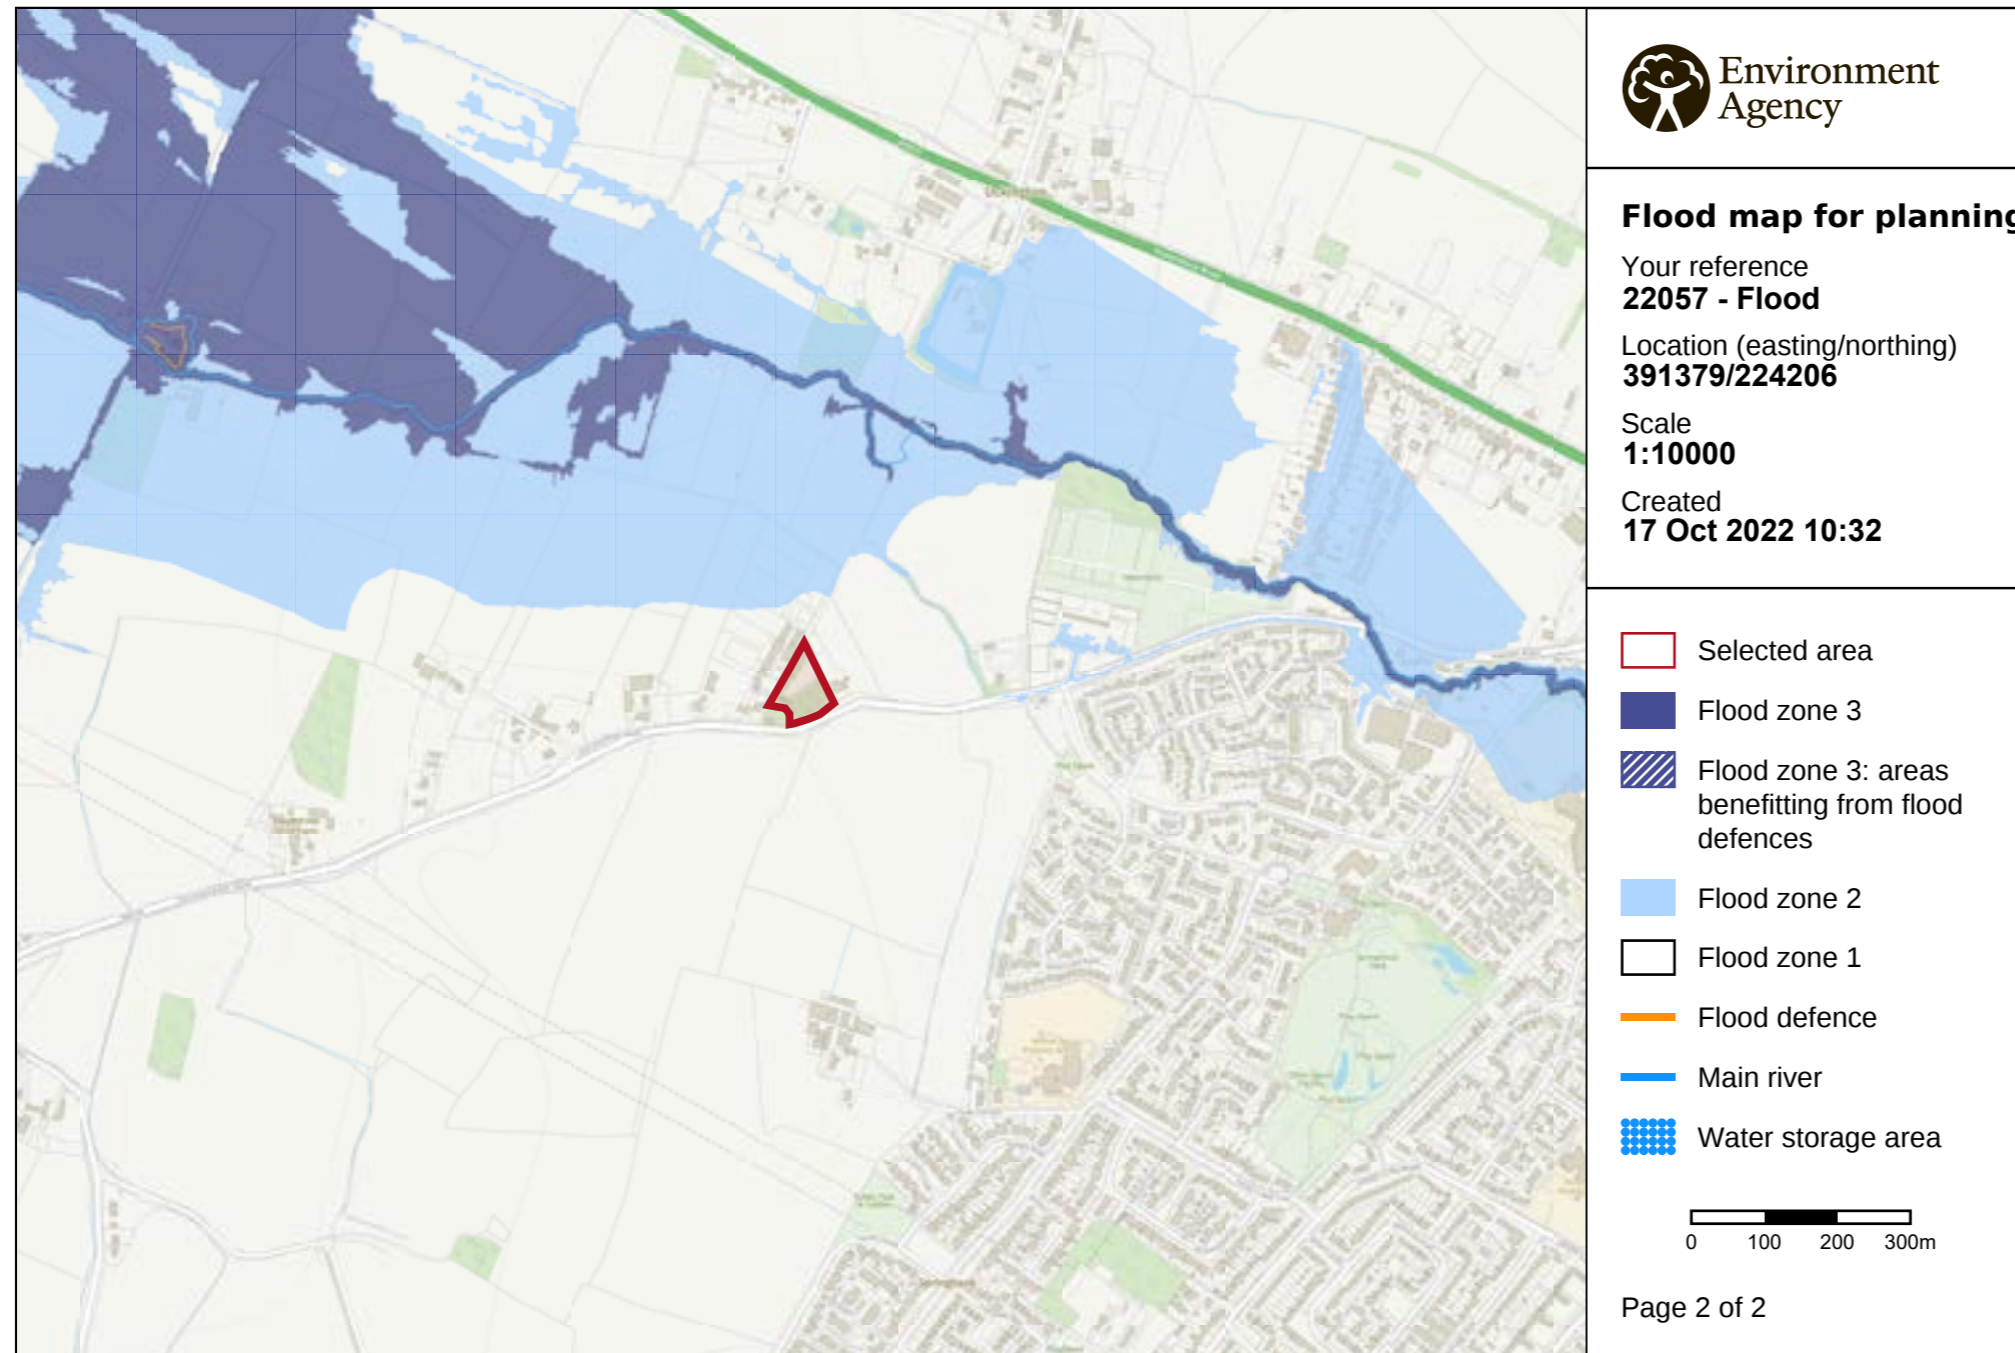 Environment
Agency
Flood map for planning
Your reference
22057 - Flood
Location (easting/northing)
391379/224206
Scale
1:10000
Created
17 Oct 2022 10:32
Selected area
Flood zone 3
Flood zone 3: areas
benefitting from flood
defences
Flood zone 2
Flood zone 1
Flood defence
Main river
Water storage area
0 100 200 300m
Page 2 of 2